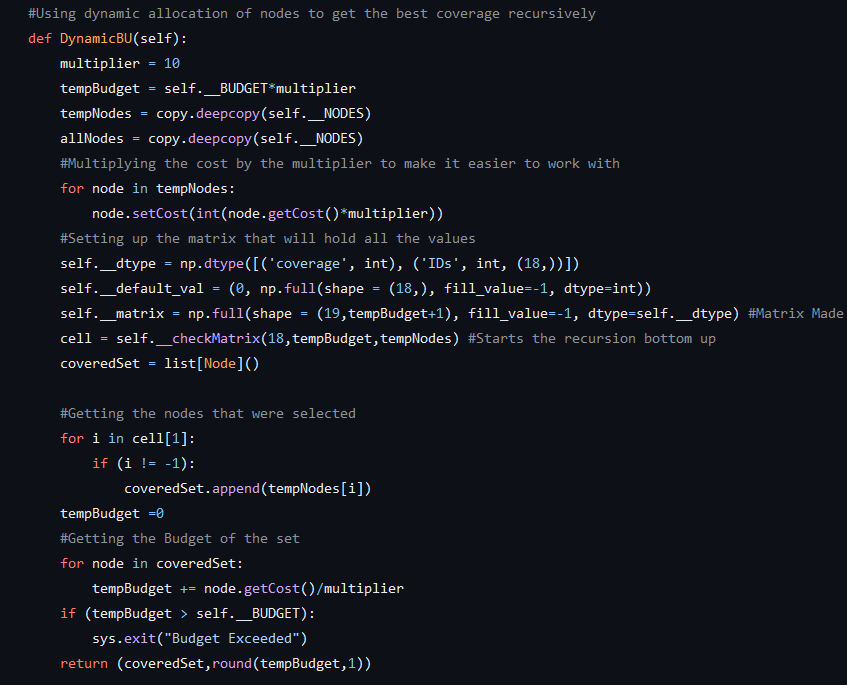 #Using dynamic allocation of nodes to get the best coverage recursively
def DynamicBU(self):
    multiplier = 10
    tempBudget = self.__BUDGET*multiplier
    tempNodes = copy.deepcopy(self.__NODES)
    allNodes = copy.deepcopy(self.__NODES)
    #Multiplying the cost by the multiplier to make it easier to work with
    for node in tempNodes:
        node.setCost(int(node.getCost()*multiplier))
    #Setting up the matrix that will hold all the values
    self.__dtype = np.dtype([('coverage', int), ('IDs', int, (18,))])
    self.__default_val = (0, np.full(shape = (18,), fill_value=-1, dtype=int))
    self.__matrix = np.full(shape = (19,tempBudget+1), fill_value=-1, dtype=self.__dtype) #Matrix Made
    cell = self.__checkMatrix(18,tempBudget,tempNodes) #Starts the recursion bottom up
    coveredSet = list[Node]()

    #Getting the nodes that were selected
    for i in cell[1]:
        if (i != -1):
            coveredSet.append(tempNodes[i])
    tempBudget =0
    #Getting the Budget of the set
    for node in coveredSet:
        tempBudget += node.getCost()/multiplier
    if (tempBudget > self.__BUDGET):
        sys.exit("Budget Exceeded")
    return (coveredSet,round(tempBudget,1))